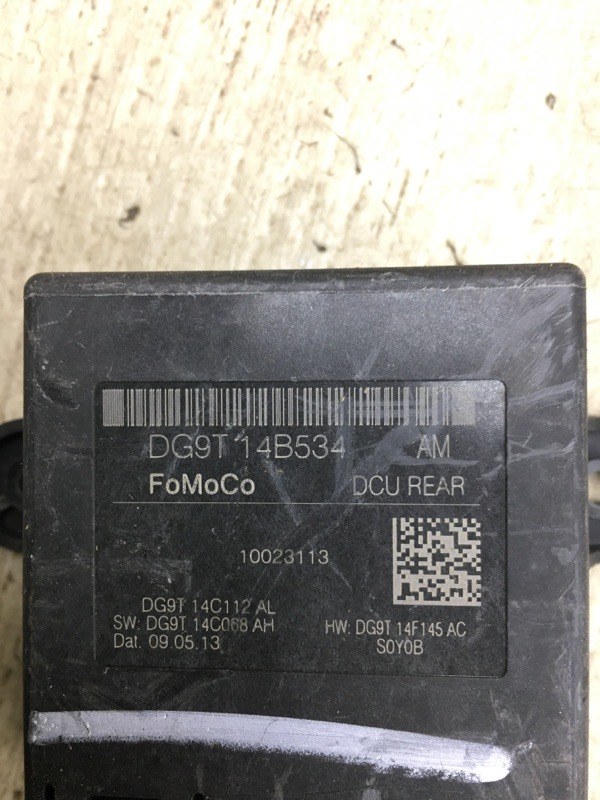 DG9T 14B534 AM
FoMoCo DCU REAR
10023113
DG9T 14C112 AL
SW: DG9T 14C068 AH HW: DG9T 14F145 AC
Dat. 09.05.13 S0Y0B